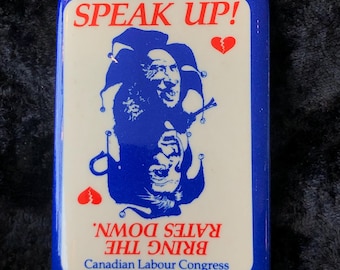 SPEAK UP!
BRING THE
RATES DOWN.
Canadian Labour Congress